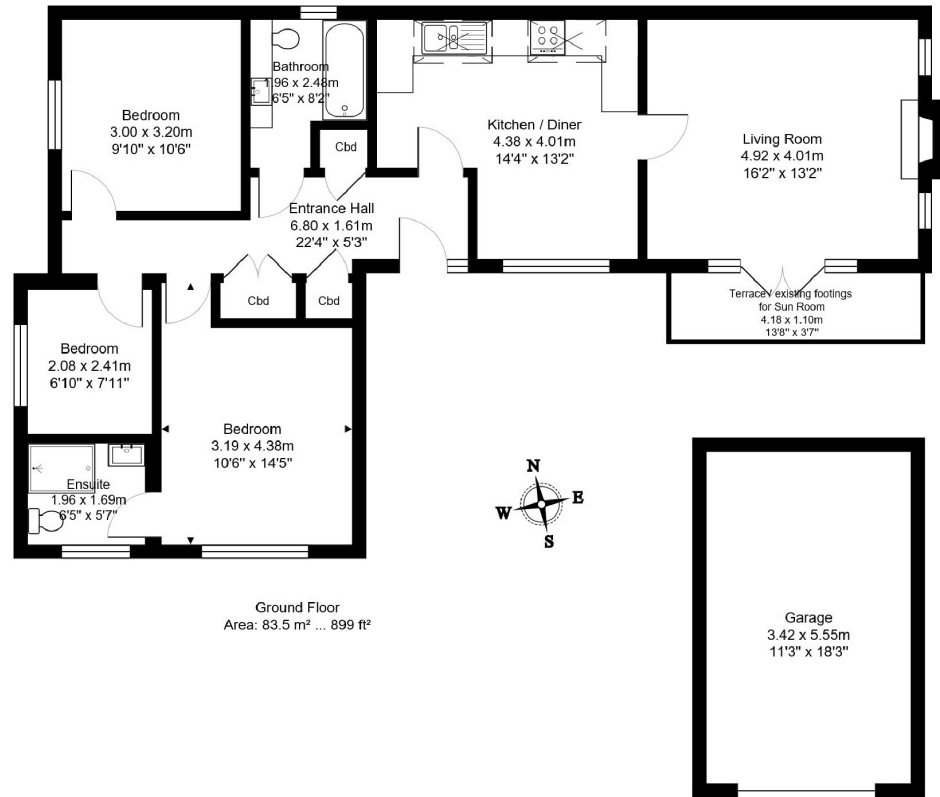 Bedroom
3.00 x 3.20m
9'10" x 10'6"
Bathroom
1.96 x 2.48m
6'5" x 8'2"
Cbd
Kitchen / Diner
4.38 x 4.01m
14'4" x 13'2"
Living Room
4.92 x 4.01m
16'2" x 13'2"
Entrance Hall
6.80 x 1.61m
22'4" x 5'3"
Cbd
Cbd
Terrace / existing footings
for Sun Room
4.18 x 1.10m
13'8" x 3'7"
Bedroom
2.08 x 2.41m
6'10" x 7'11"
Bedroom
3.19 x 4.38m
10'6" x 14'5"
Ensuite
1.96 x 1.69m
6'5" x 5'7"
N
E
W
S
Ground Floor
Area: 83.5 m² ... 899 ft²
Garage
3.42 x 5.55m
11'3" x 18'3"